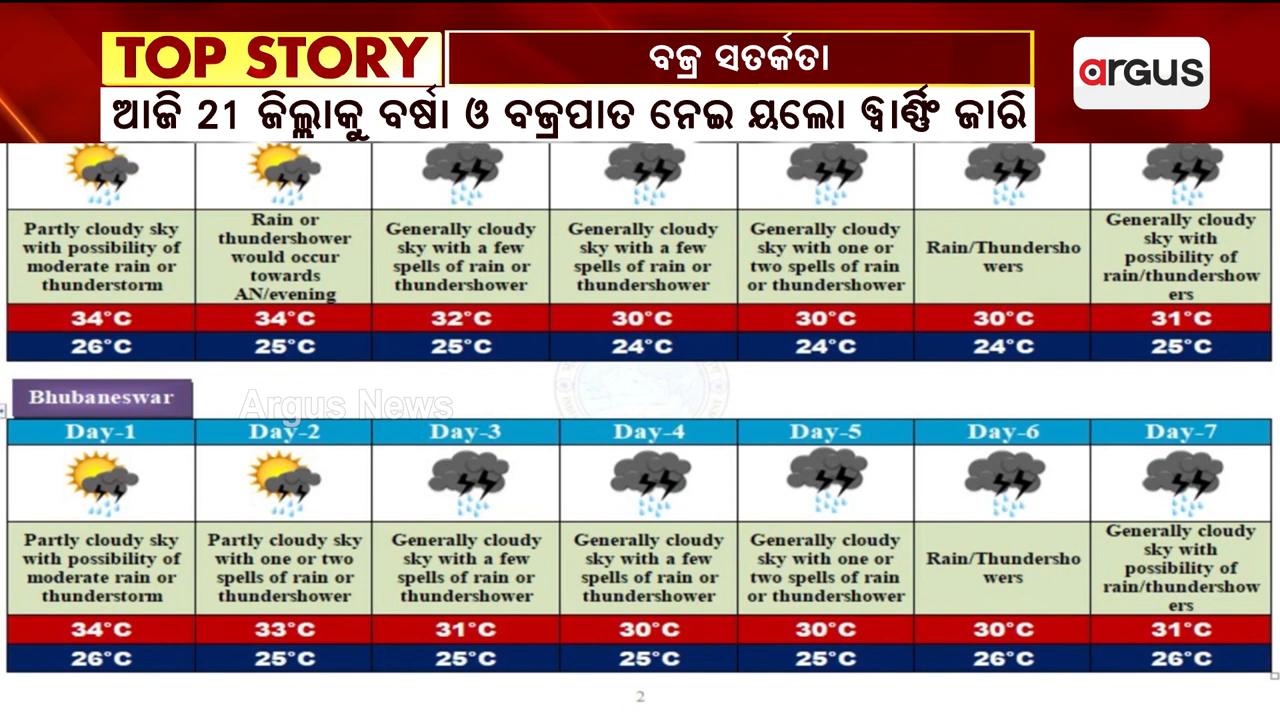 TOP STORY
ବଜ୍ର ସତର୍କତା
argus
ଆଜି 21 ଜିଲ୍ଲାକୁ ବର୍ଷା ଓ ବଜ୍ରପାତ ନେଇ ୟଲୋ ୱାର୍ଣ୍ଣିଂ ଜାରି
Partly cloudy sky
with possibility of
moderate rain or
thunderstorm
Rain or
thundershower
would occur
towards
AN/evening
Generally cloudy
sky with a few
spells of rain or
thundershower
Generally cloudy
sky with a few
spells of rain or
thundershower
Generally cloudy
sky with one or
two spells of rain
or thundershower
Rain/Thundersho
wers
Generally cloudy
sky with
possibility of
rain/thundershow
ers
34°C 34°C 32°C 30°C 30°C 30°C 31°C
26°C 25°C 25°C 24°C 24°C 24°C 25°C
Bhubaneswar
Argus News
Day-1 Day-2 Day-3 Day-4 Day-5 Day-6 Day-7
Partly cloudy sky
with possibility of
moderate rain or
thunderstorm
Partly cloudy sky
with one or two
spells of rain or
thundershower
Generally cloudy
sky with a few
spells of rain or
thundershower
Generally cloudy
sky with a few
spells of rain or
thundershower
Generally cloudy
sky with one or
two spells of rain
or thundershower
Rain/Thundersho
wers
Generally cloudy
sky with
possibility of
rain/thundershow
ers
34°C 33°C 31°C 30°C 30°C 30°C 31°C
26°C 25°C 25°C 25°C 25°C 26°C 26°C
2